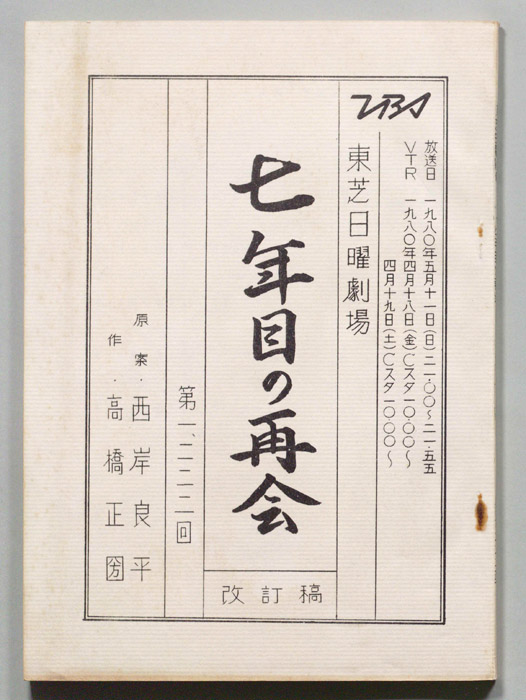 TBS
放送日 一九八〇年五月十一日(日)二一・〇〇～二一・五五
VTR 一九八〇年四月十八日(金)Cスタ一〇・〇〇～
四月十九日(土)Cスタ一〇〇〇～
東芝日曜劇場
七年目の再会
改訂稿
第一、二二二回
原案・西岸良平
作・高橋正圀